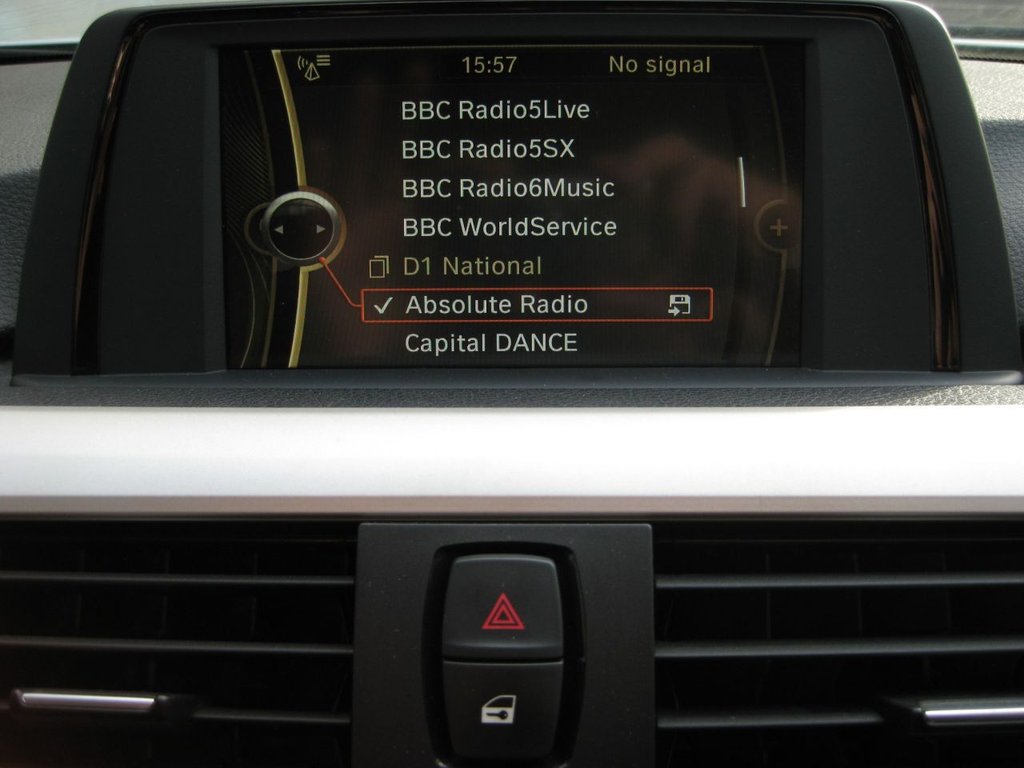 15:57 No signal
BBC Radio5Live
BBC Radio5SX
BBC Radio6Music
BBC WorldService
D1 National
Absolute Radio
Capital DANCE